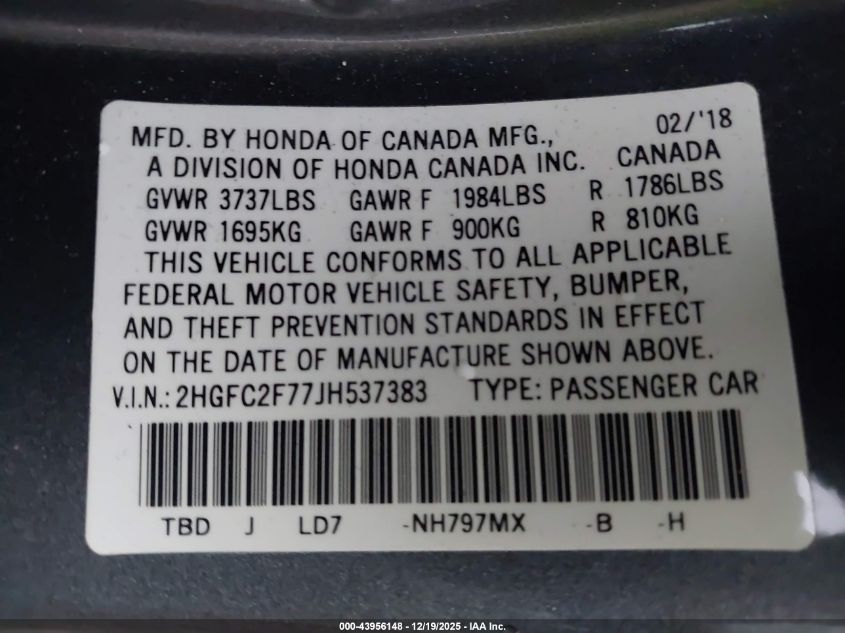 02/'18
MFD. BY HONDA OF CANADA MFG.,
A DIVISION OF HONDA CANADA INC. CANADA
GVWR 3737LBS GAWR F 1984LBS R 1786LBS
GVWR 1695KG GAWR F 900KG R 810KG
THIS VEHICLE CONFORMS TO ALL APPLICABLE
FEDERAL MOTOR VEHICLE SAFETY, BUMPER,
AND THEFT PREVENTION STANDARDS IN EFFECT
ON THE DATE OF MANUFACTURE SHOWN ABOVE.
V.I.N.: 2HGFC2F77JH537383 TYPE: PASSENGER CAR
TBD J LD7 -NH797MX -B -H
000-43956148 - 12/19/2025 - IAA Inc.